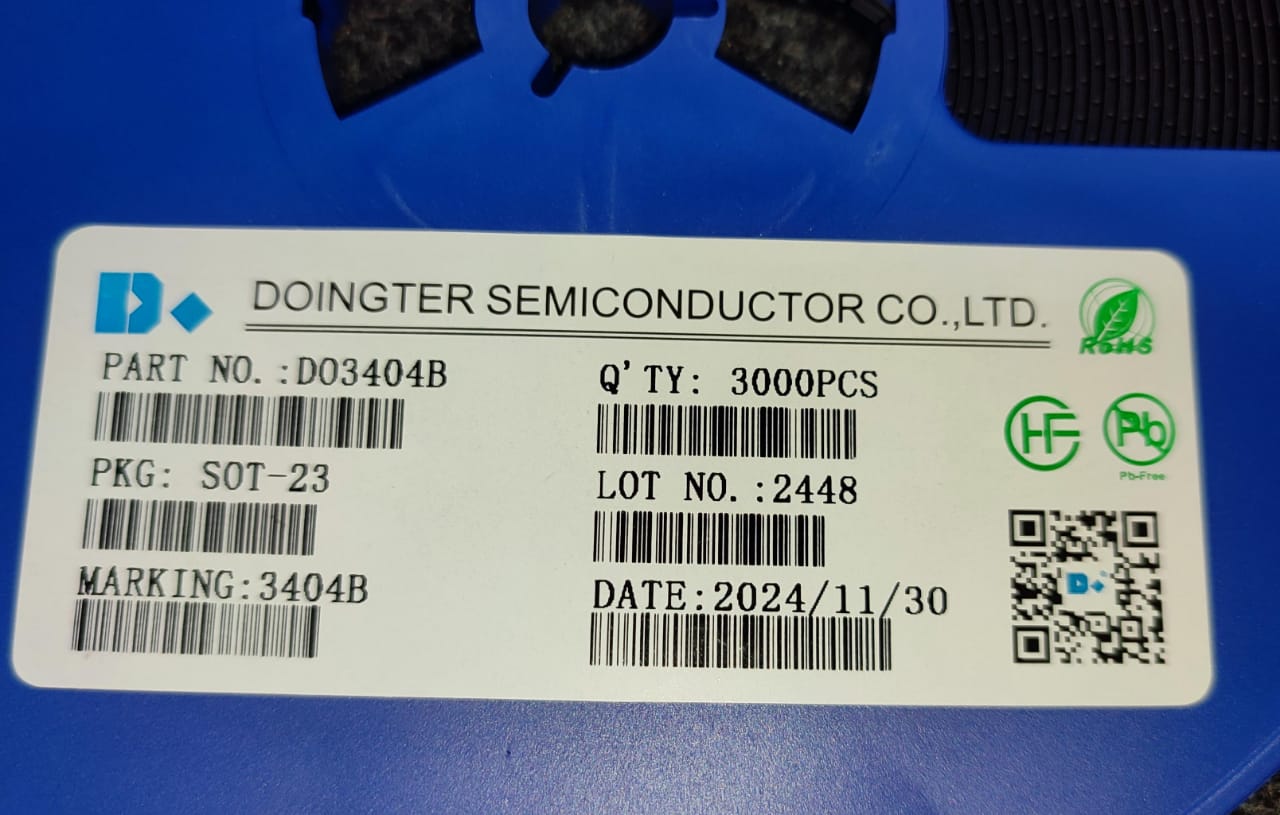 DOINGTER SEMICONDUCTOR CO.,LTD.
RoHS
PART NO.:DO3404B
Q'TY: 3000PCS
HF
Pb
Pb-Free
PKG: SOT-23
LOT NO.:2448
MARKING:3404B
DATE:2024/11/30